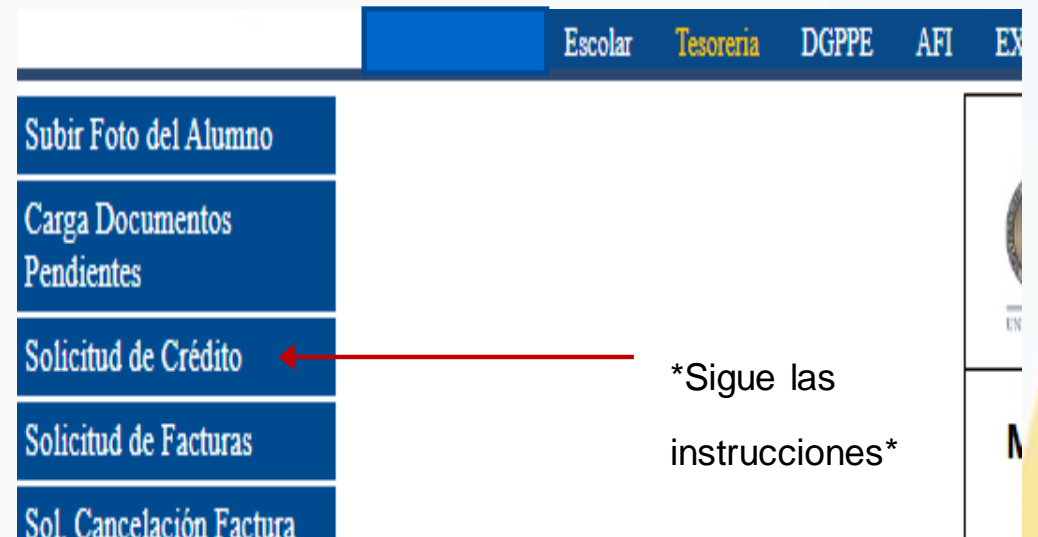 Escolar Tesoreria DGPPE AFI
Subir Foto del Alumno
Carga Documentos
Pendientes
Solicitud de Crédito
*Sigue las
instrucciones*
Solicitud de Facturas
Sol. Cancelación Factura